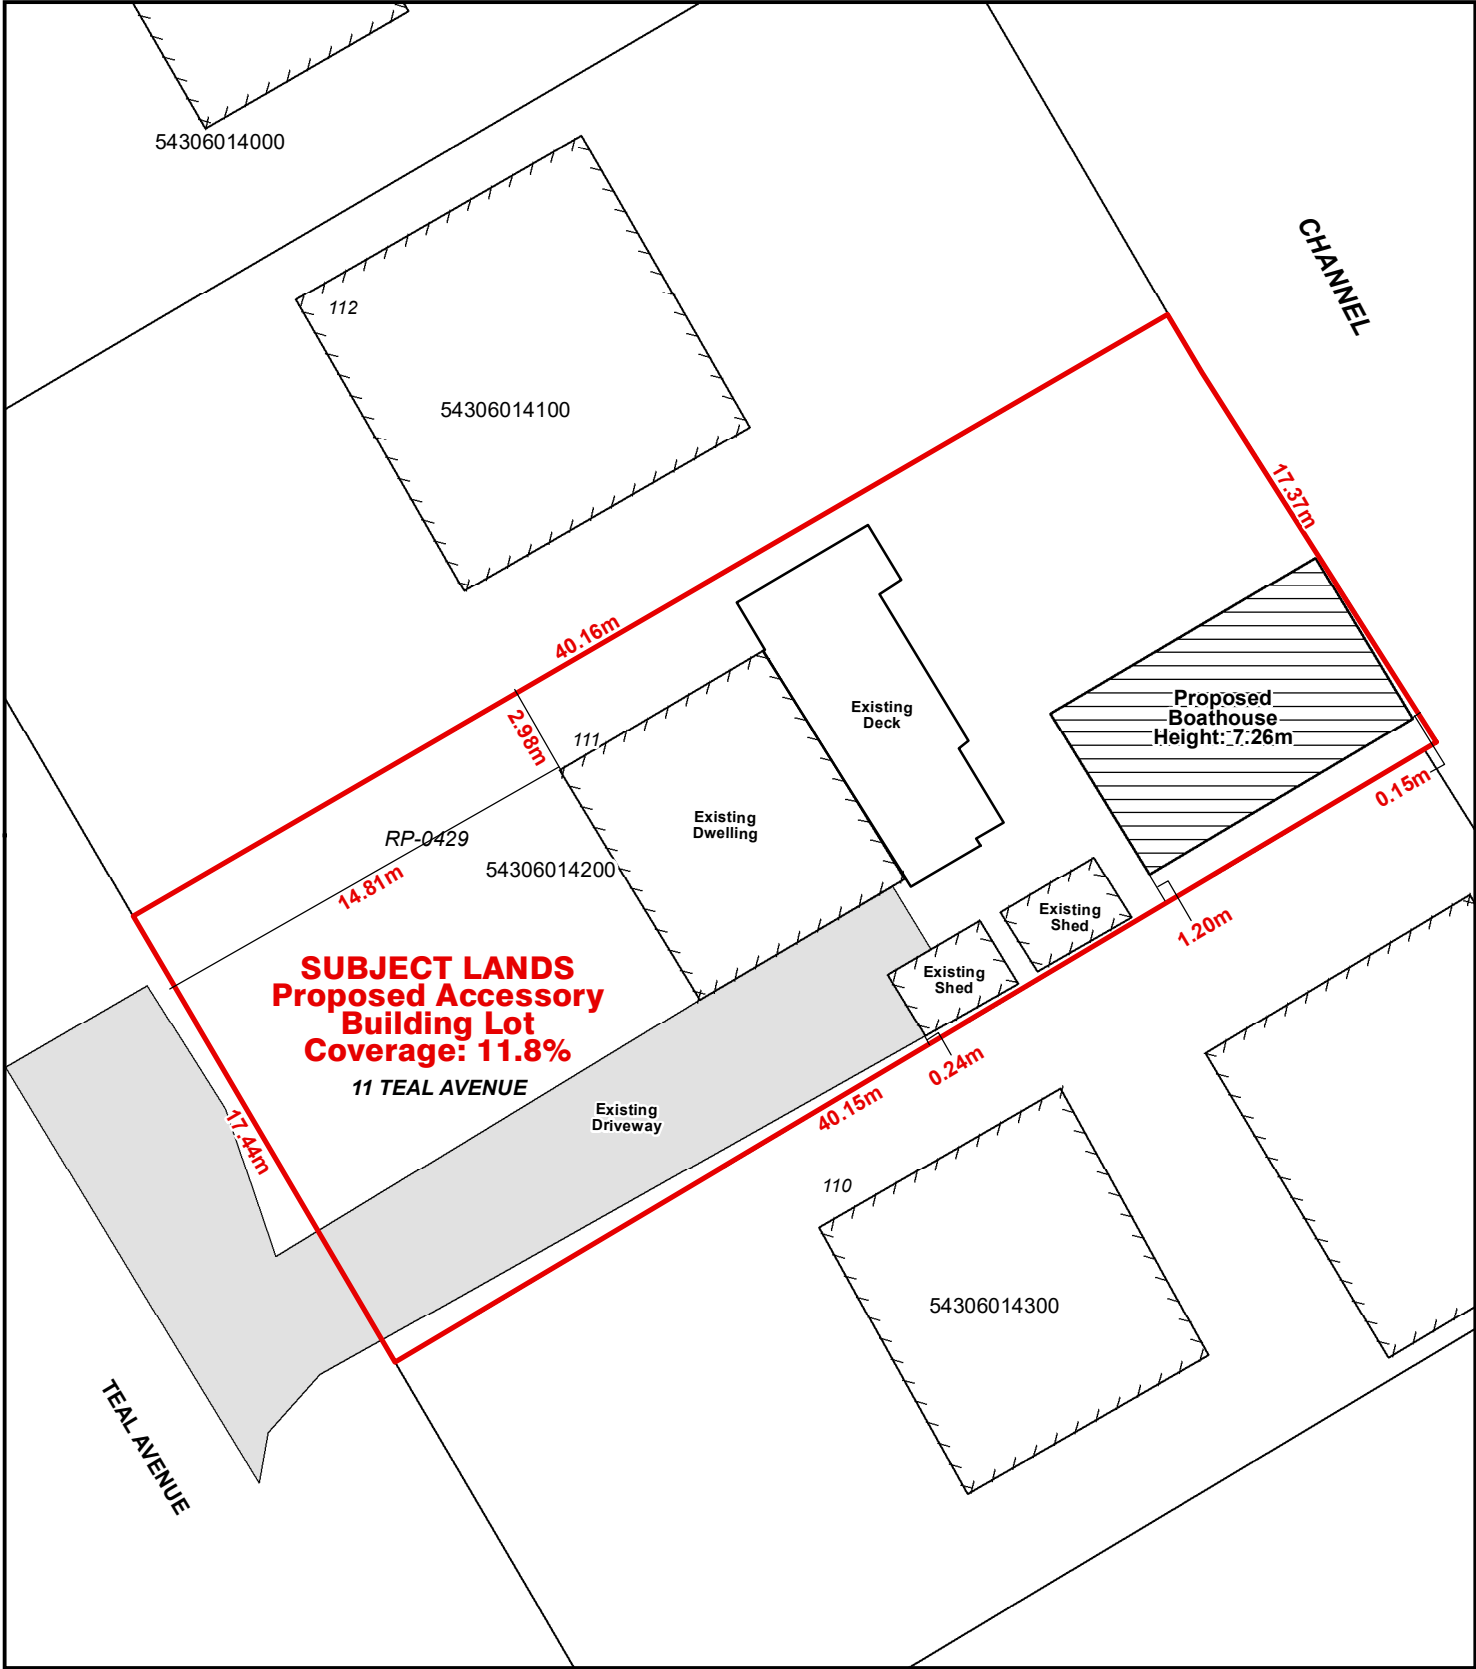 54306014000
CHANNEL
112
54306014100
17.37m
40.16m
Proposed
Boathouse
Height: 7.26m
Existing
Deck
2.98m
111
0.15m
Existing
Dwelling
RP-0429
54306014200
14.81m
Existing
Shed
1.20m
SUBJECT LANDS
Proposed Accessory
Building Lot
Coverage: 11.8%
11 TEAL AVENUE
Existing
Shed
0.24m
40.15m
Existing
Driveway
17.44m
110
54306014300
TEAL AVENUE